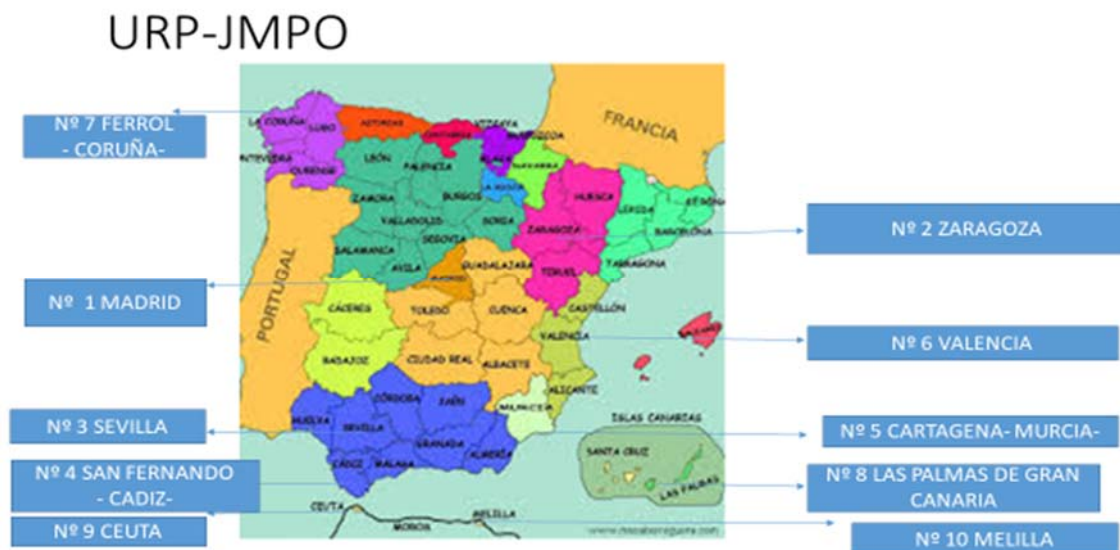 URP-JMPO
Nº 7 FERROL
- CORUÑA-
Nº 1 MADRID
Nº 3 SEVILLA
Nº 4 SAN FERNANDO
- CADIZ-
Nº 9 CEUTA
LA CORUÑA
LUGO
OURENSE
ASTURIAS
CANTABRIA
VIZCAYA
ALAVA
NAVARRA
LA RIOJA
FRANCIA
LEÓN
PALENCIA
BURGOS
ZAMORA
VALLADOLID
SORIA
SEGOVIA
SALAMANCA
AVILA
HUESCA
ZARAGOZA
TERUEL
LÉRIDA
BARCELONA
TARRAGONA
PORTUGAL
MADRID
GUADALAJARA
TOLEDO
CUENCA
CIUDAD REAL
ALBACETE
CÁCERES
BADAJOZ
CASTELLÓN
VALENCIA
ALICANTE
BALEARES
HUELVA
SEVILLA
CÓRDOBA
JAÉN
CÁDIZ
MALAGA
GRANADA
ALMERÍA
ISLAS CANARIAS
SANTA CRUZ
LAS PALMAS
CEUTA
MELILLA
Nº 2 ZARAGOZA
Nº 6 VALENCIA
Nº 5 CARTAGENA- MURCIA-
Nº 8 LAS PALMAS DE GRAN
CANARIA
Nº 10 MELILLA